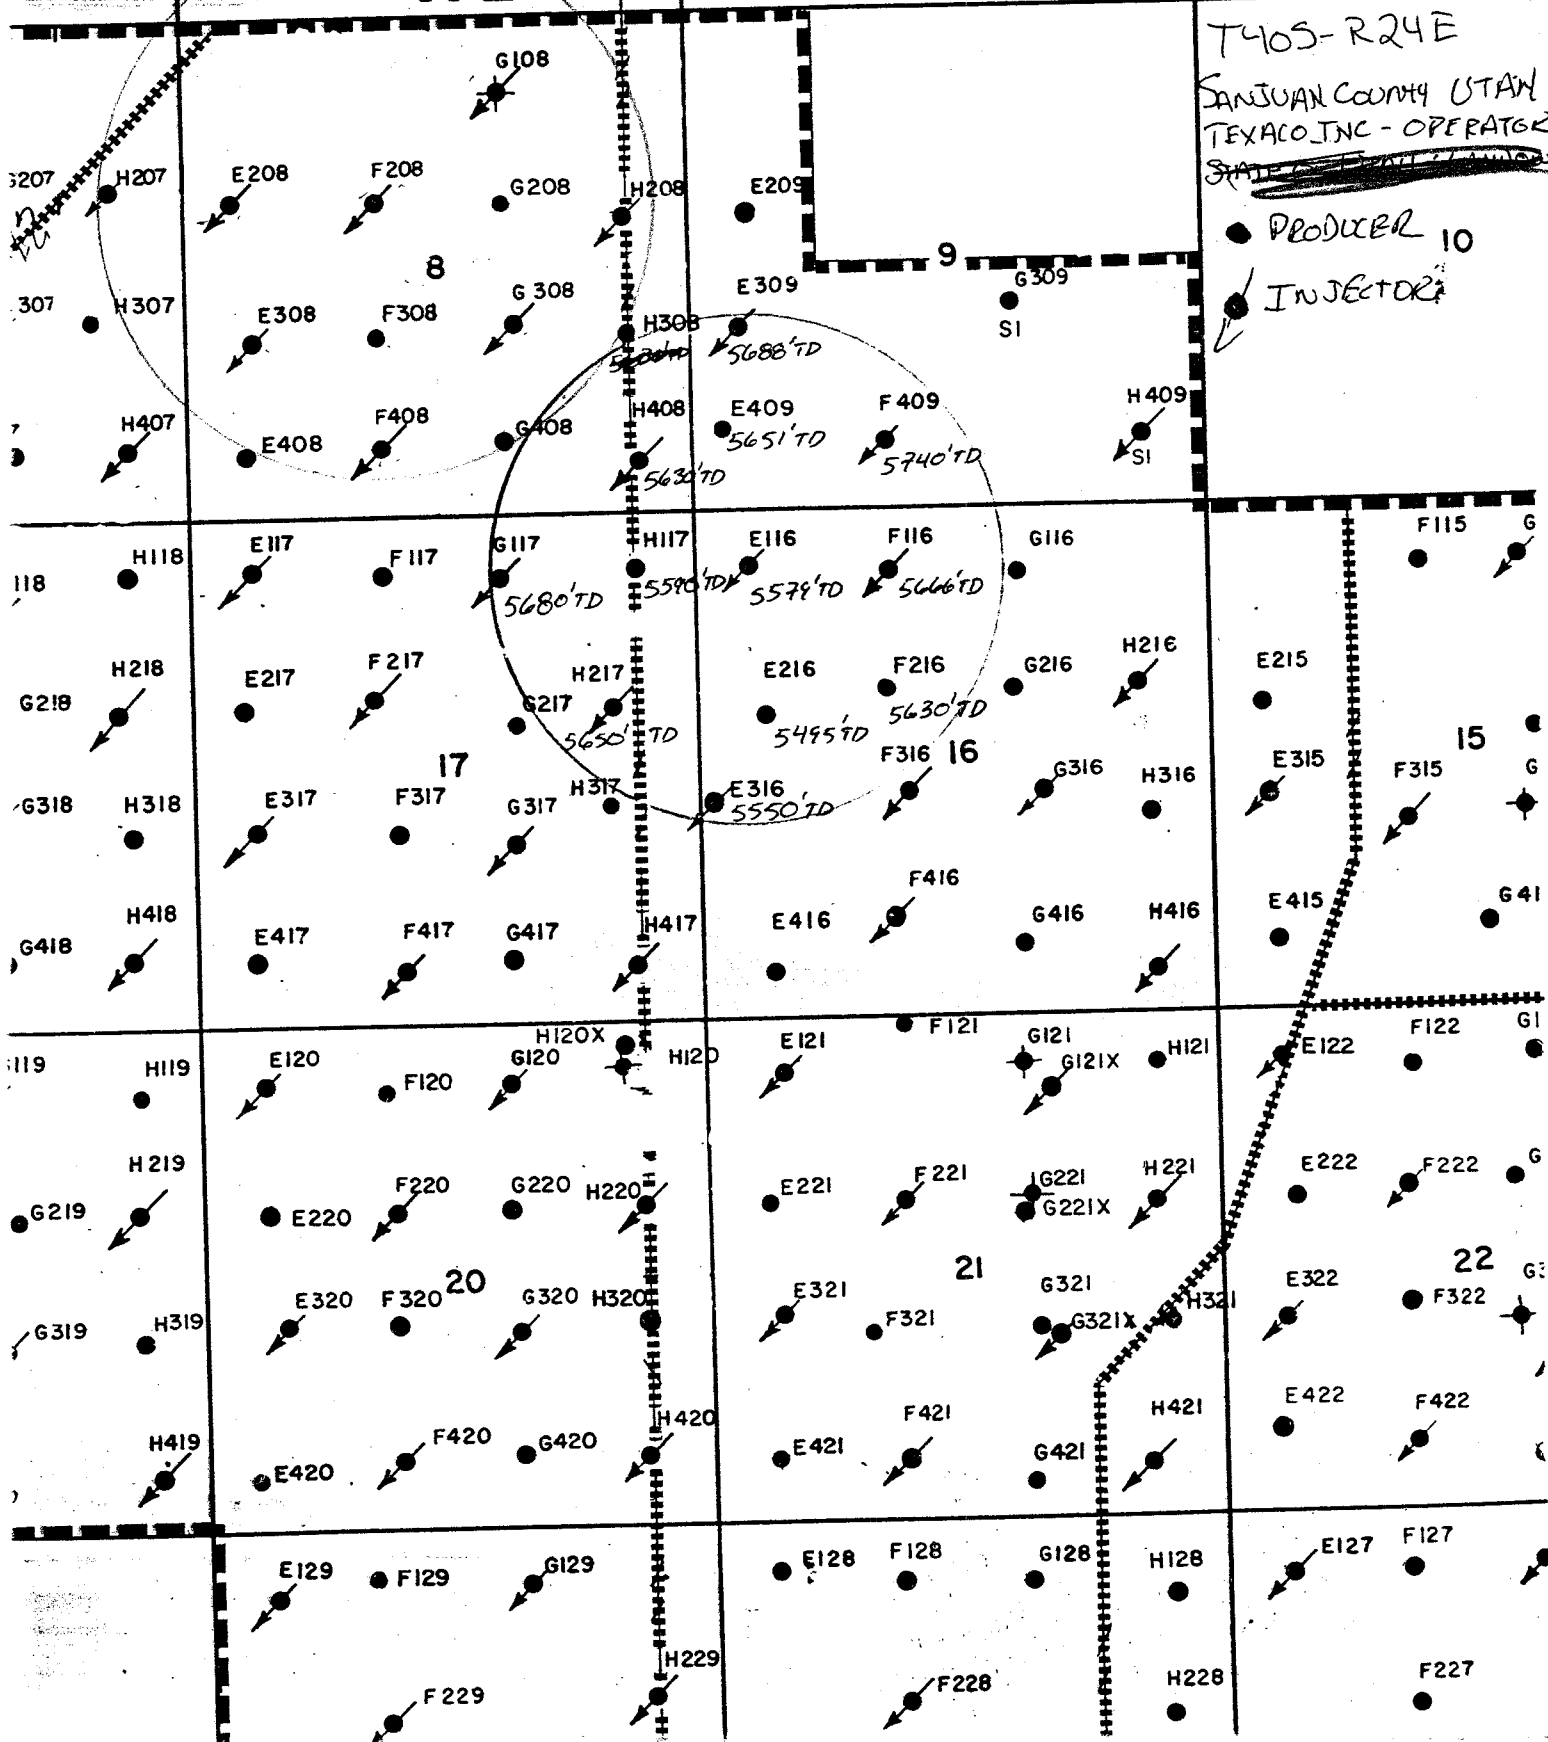 T40S-R24E
SANJUAN COUNTY UTAH
TEXACO INC - OPERATOR
PRODUCER
10
INJECTOR
G108
G207 H207 E208 F208 G208 H208 E209
8 9
307 H307 E308 F308 G308 H308 E309 G309
5688'TD SI
7 H407 E408 F408 G408 H408 E409 F409 H409
5630'TD 5651'TD 5740'TD SI
118 H118 E117 F117 G117 H117 E116 F116 G116 F115 G
5680'TD 5590'TD 5579'TD 5666'TD
G218 H218 E217 F217 G217 H217 E216 F216 G216 H216 E215
5650' TD 5495'TD 5630'TD
17 16 15
G318 H318 E317 F317 G317 H317 E316 F316 G316 H316 E315 F315 G
5550'TD
G418 H418 E417 F417 G417 H417 E416 F416 G416 H416 E415 G41
H120X
119 H119 E120 F120 G120 H120 E121 F121 G121 G121X H121 E122 F122 G1
G219 H219 E220 F220 G220 H220 E221 F221 G221 H221 E222 F222 G
G221X
20 21 22
G319 H319 E320 F320 G320 H320 E321 F321 G321 G321X H321 E322 F322 G3
H419 E420 F420 G420 H420 E421 F421 G421 H421 E422 F422
E129 F129 G129 E128 F128 G128 H128 E127 F127
F229 H229 F228 H228 F227